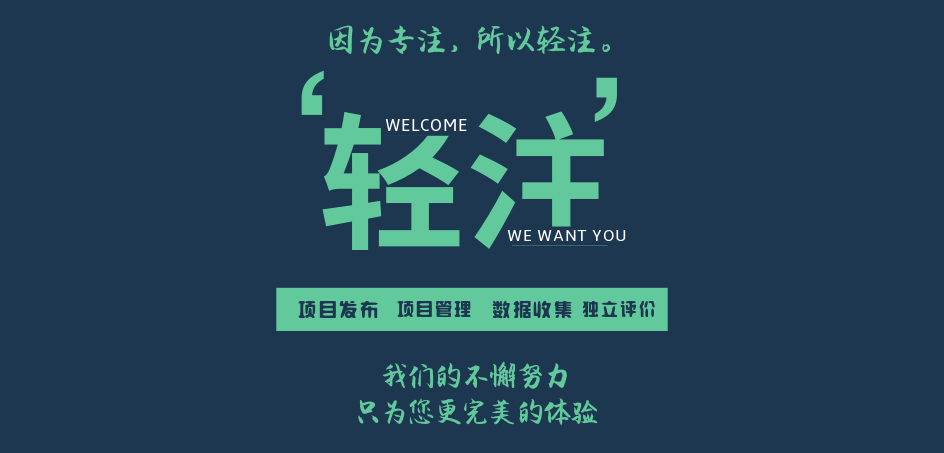 因为专注，所以轻注。
‘轻注’
WELCOME
WE WANT YOU
项目发布 项目管理 数据收集 独立评价
我们的不懈努力
只为您更完美的体验